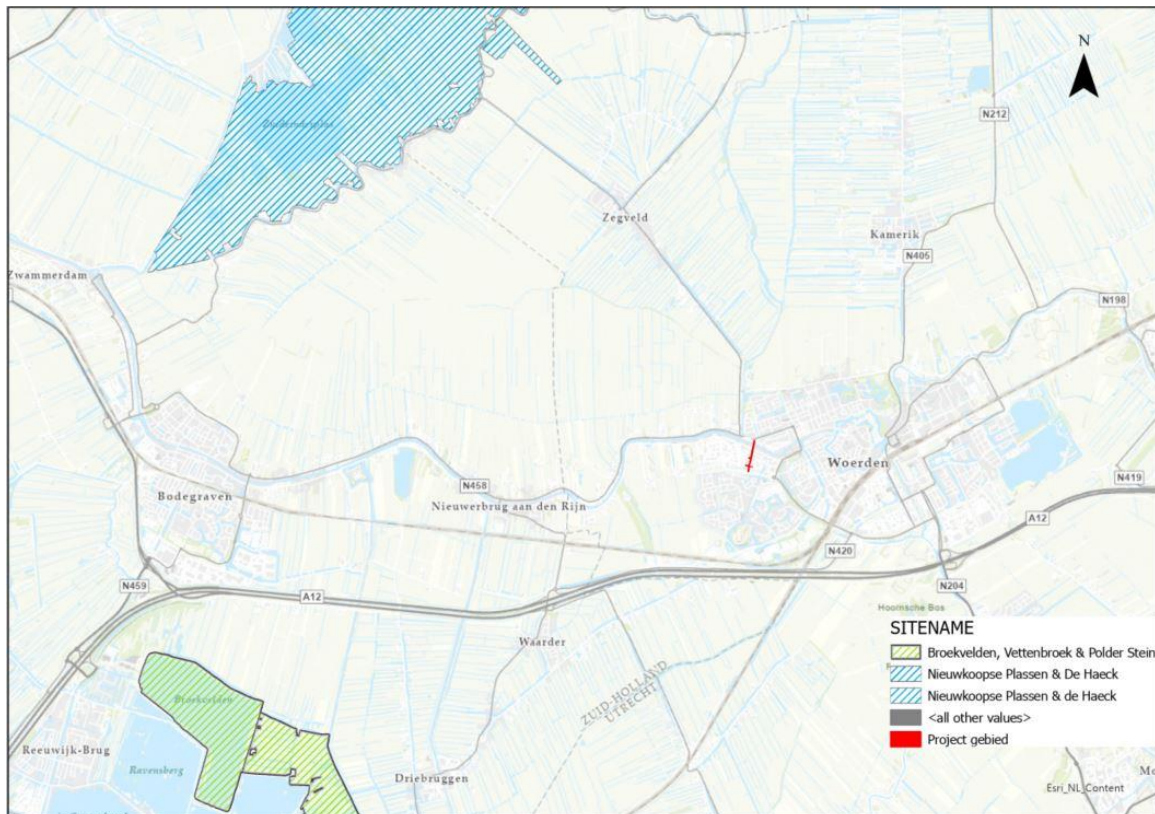 N
N212
Zegveld
Kamerik
N405
Zwammerdam
N198
Woerden
N458
Bodegraven
Nieuwerbrug aan den Rijn
N419
A12
N420
N459
A12
N204
Hoornsche Bos
Waarder
SITENAME
Broekvelden, Vettenbroek & Polder Stein
Nieuwkoopse Plassen & De Haeck
Nieuwkoopse Plassen & de Haeck
<all other values>
Project gebied
ZUID-HOLLAND
UTRECHT
Broekvelden
Reeuwijk-Brug
Ravensberg
Driebruggen
Mo
Esri_NL_Content